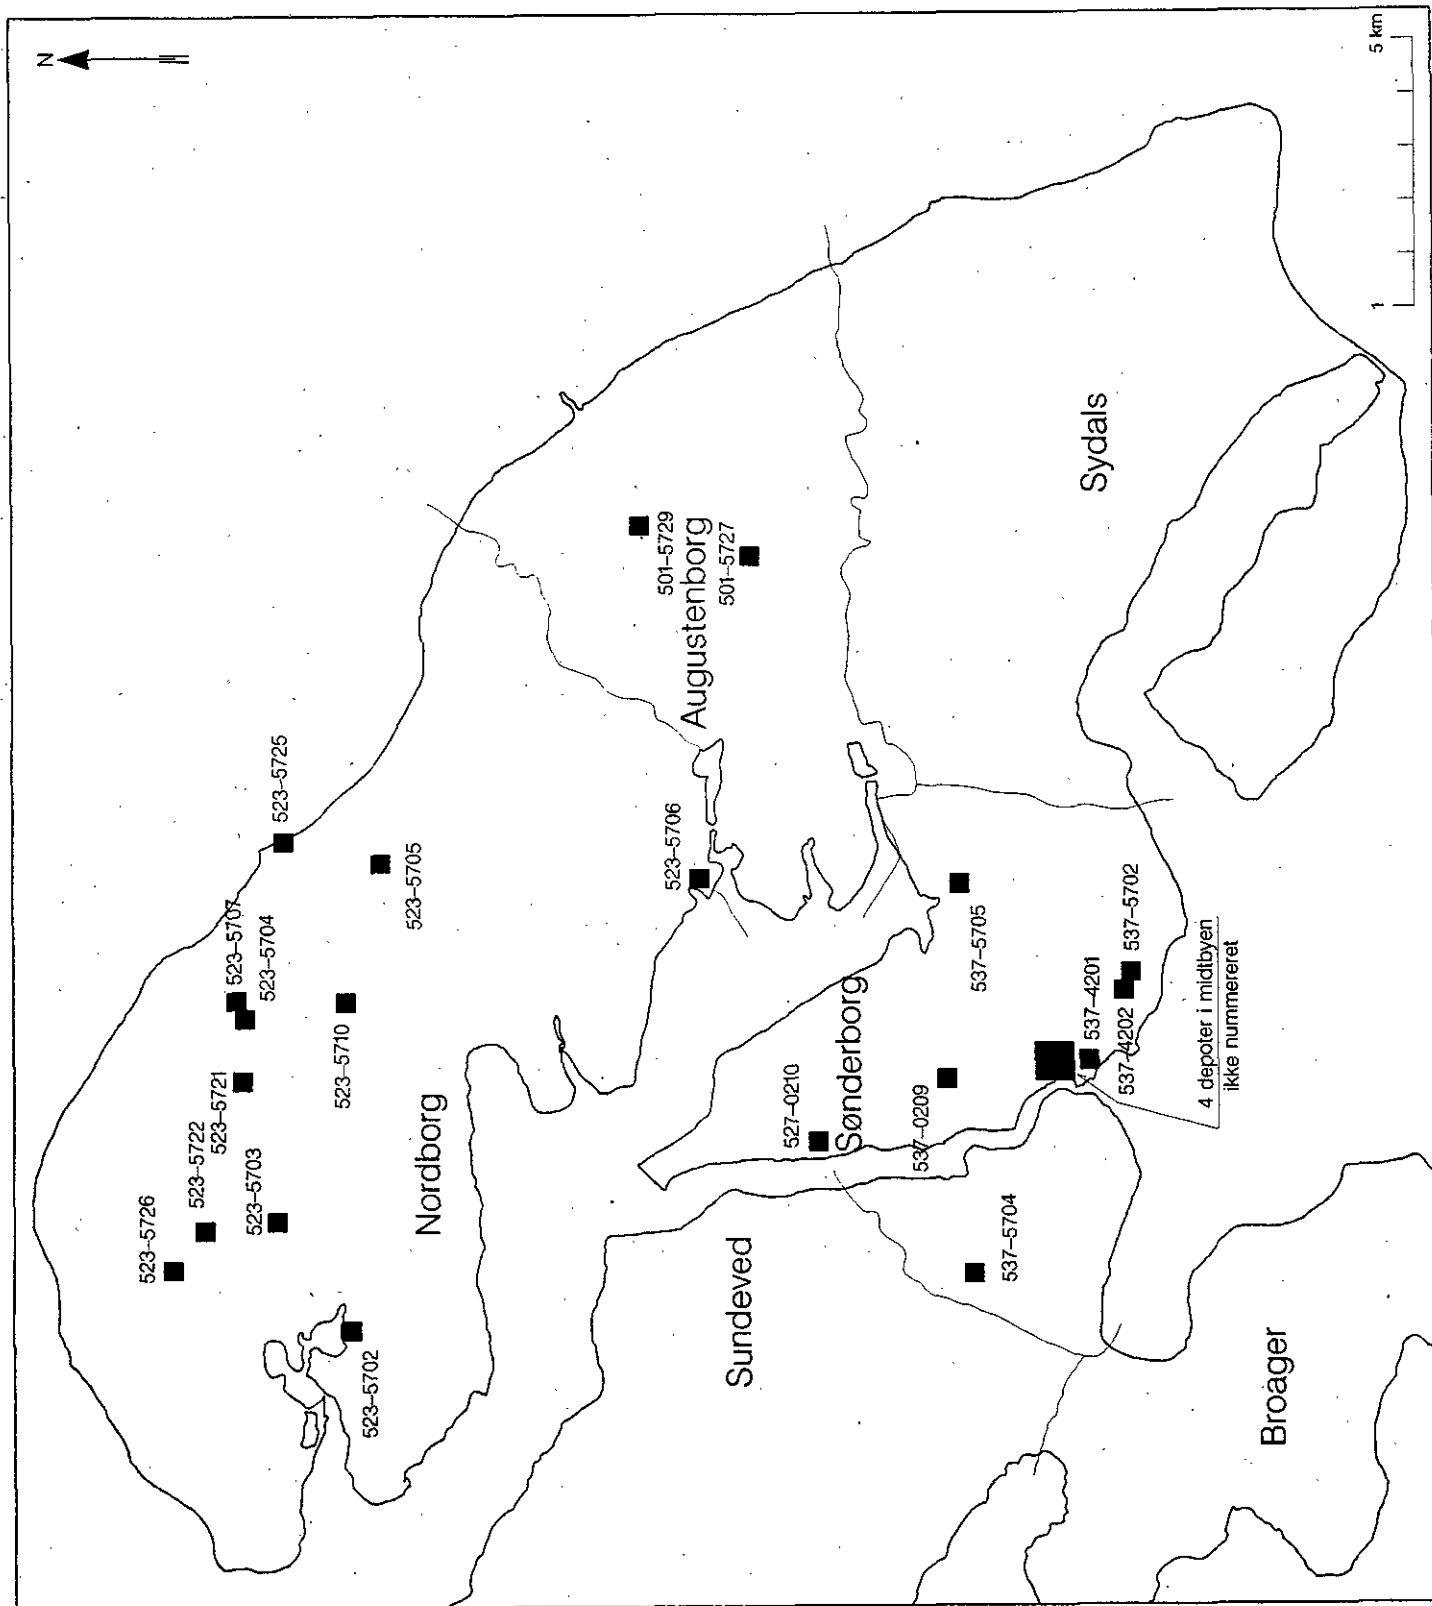 N
523–5726
523–5722
523–5721
523–5703
523–5707
523–5704
523–5725
523–5702
523–5710
523–5705
Nordborg
523–5706
501–5729
Augustenborg
501–5727
Sundeved
527–0210
Sønderborg
537–0209
537–5705
537–5704
Sydals
537–4201
537–4202
537–5702
4 depoter i midtbyen
ikke nummereret
Broager
1
5 km